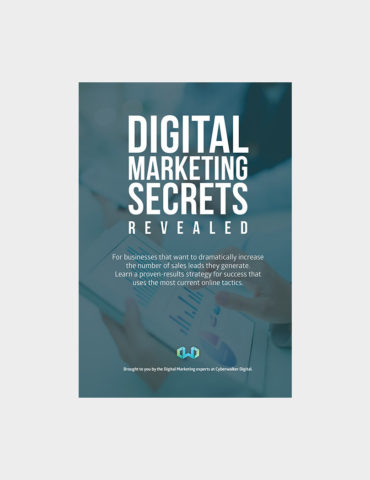 DIGITAL
MARKETING
SECRETS
REVEALED
For businesses that want to dramatically increase
the number of sales leads they generate.
Learn a proven-results strategy for success that
uses the most current online tactics.
Brought to you by the Digital Marketing experts at Cyberwalker Digital.